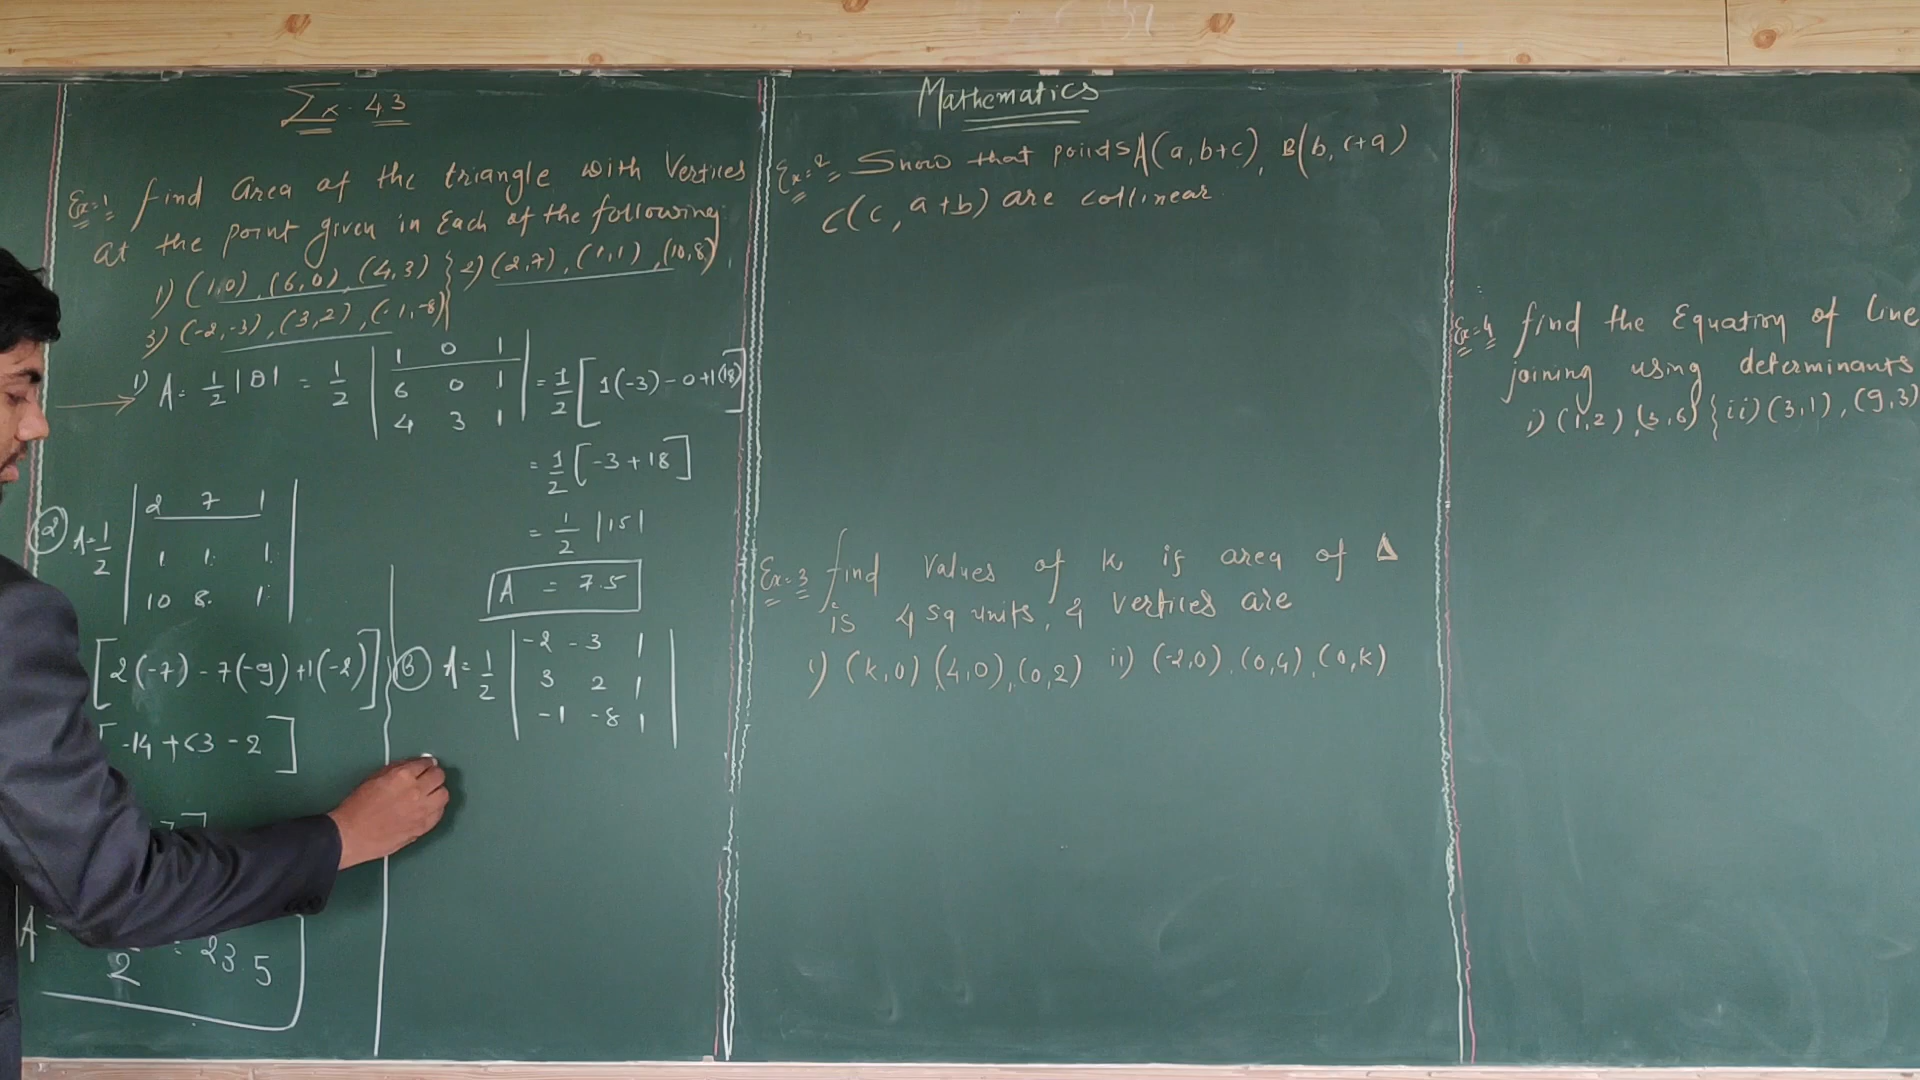 Ex. 4.3
Ex:1 find Area of the triangle with Vertices
at the point given in Each of the following
1) (1,0), (6,0), (4,3) } 2) (2,7), (1,1), (10,8),
3) (-2,-3), (3,2), (-1,-8)
1) A = 1/2 |D| = 1/2 | 1 0 1 | = 1/2 [1(-3) - 0 + 1(18)]
6 0 1
4 3 1
= 1/2 [-3 + 18]
= 1/2 |15|
A = 7.5
② A = 1/2 | 2 7 1 |
1 1 1
10 8 1
[2(-7) - 7(-9) + 1(-2)]
[-14 + 63 - 2]
A =
2 = 23.5
③ A = 1/2 | -2 -3 1 |
3 2 1
-1 -8 1
Mathematics
Ex:2 Show that points A(a, b+c), B(b, c+a)
C(c, a+b) are collinear.
Ex:3 find values of k if area of Δ
is 4 sq units, & vertices are
i) (k,0) (4,0), (0,2) ii) (-2,0), (0,4), (0,k)
Ex:4 find the Equation of line
joining using determinants
i) (1,2), (3,6) { ii) (3,1), (9,3)